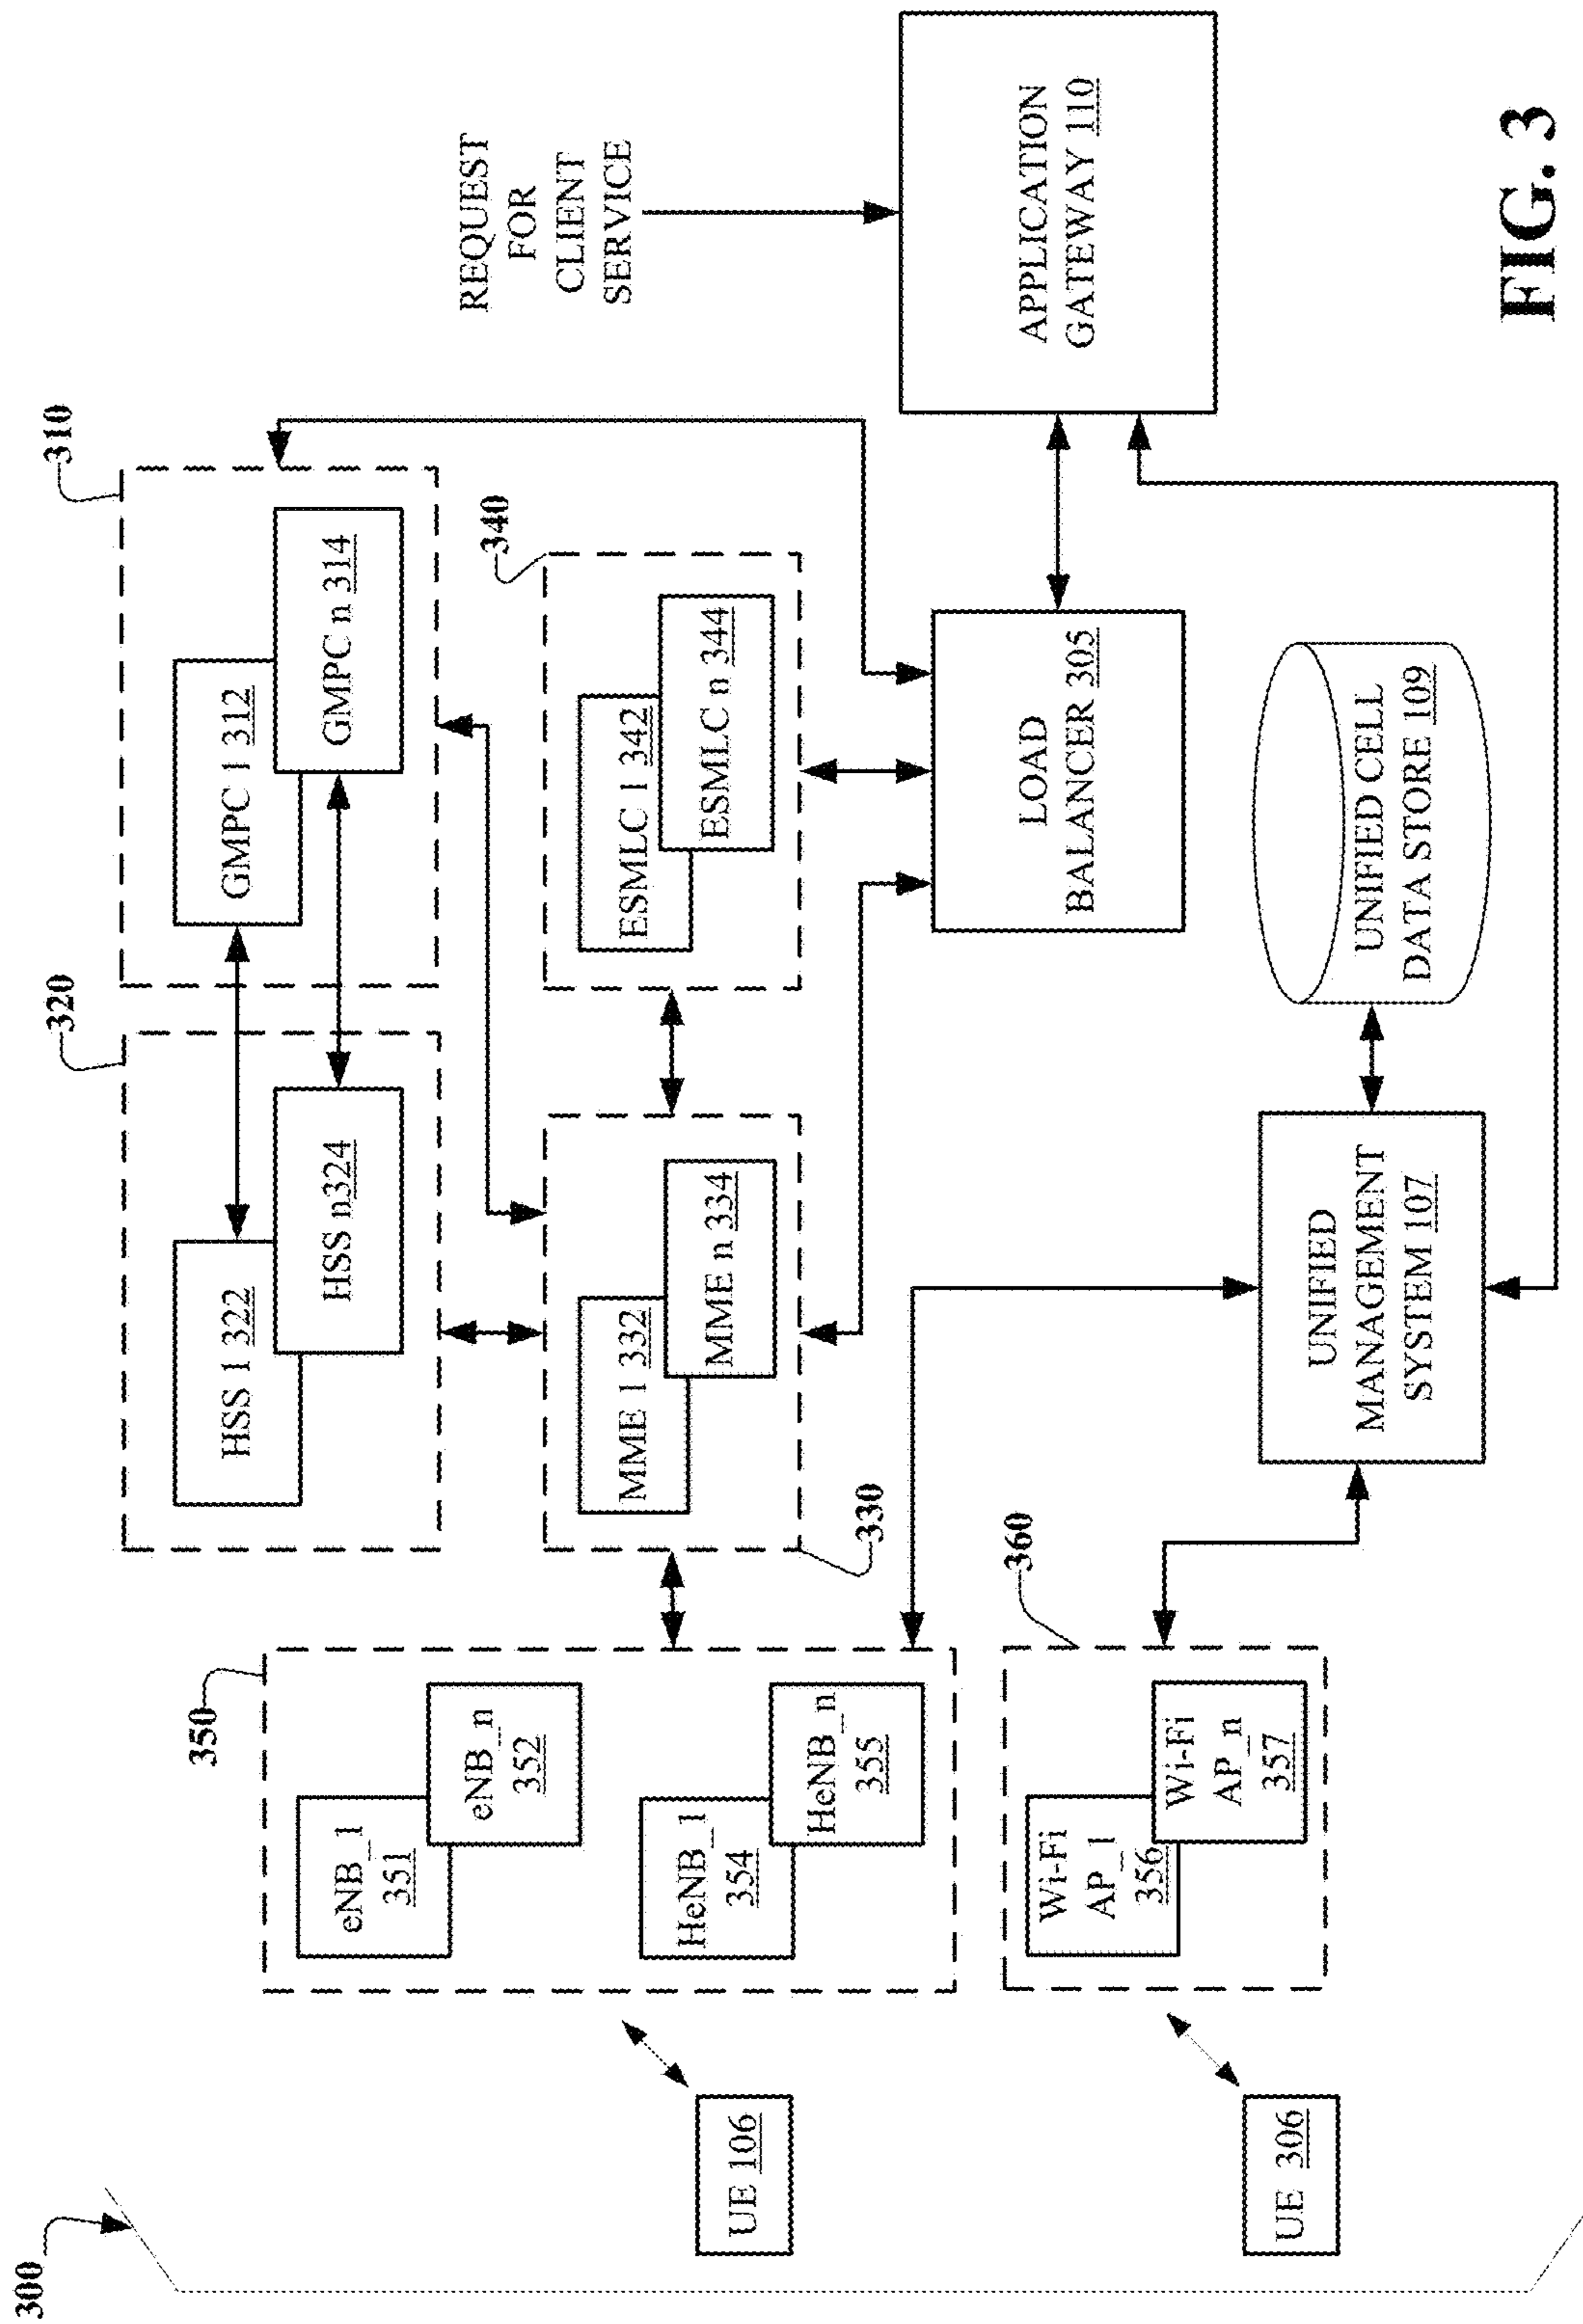 300
UE 106
UE 306
350
eNB_1
351
eNB_n
352
HeNB_1
354
HeNB_n
355
360
Wi-Fi
AP_1
356
Wi-Fi
AP_n
357
320
HSS 1 322
HSS n324
310
GMPC 1 312
GMPC n 314
330
MME 1 332
MME n 334
340
ESMLC 1 342
ESMLC n 344
LOAD
BALANCER 305
REQUEST
FOR
CLIENT
SERVICE
APPLICATION
GATEWAY 110
UNIFIED
MANAGEMENT
SYSTEM 107
UNIFIED CELL
DATA STORE 109
FIG. 3